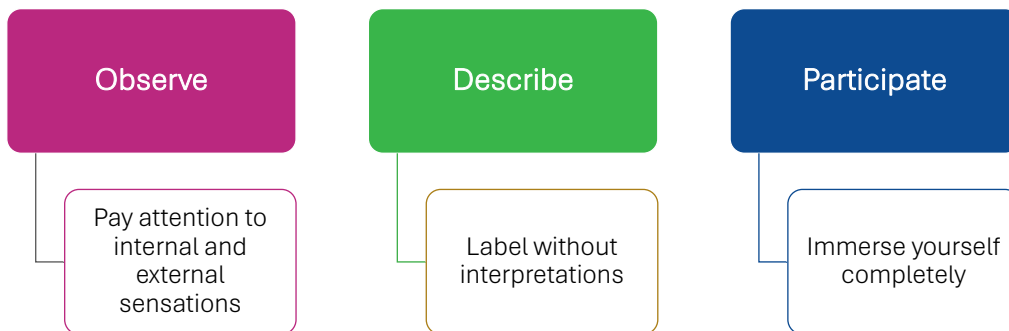 Observe
Pay attention to
internal and
external
sensations
Describe
Label without
interpretations
Participate
Immerse yourself
completely